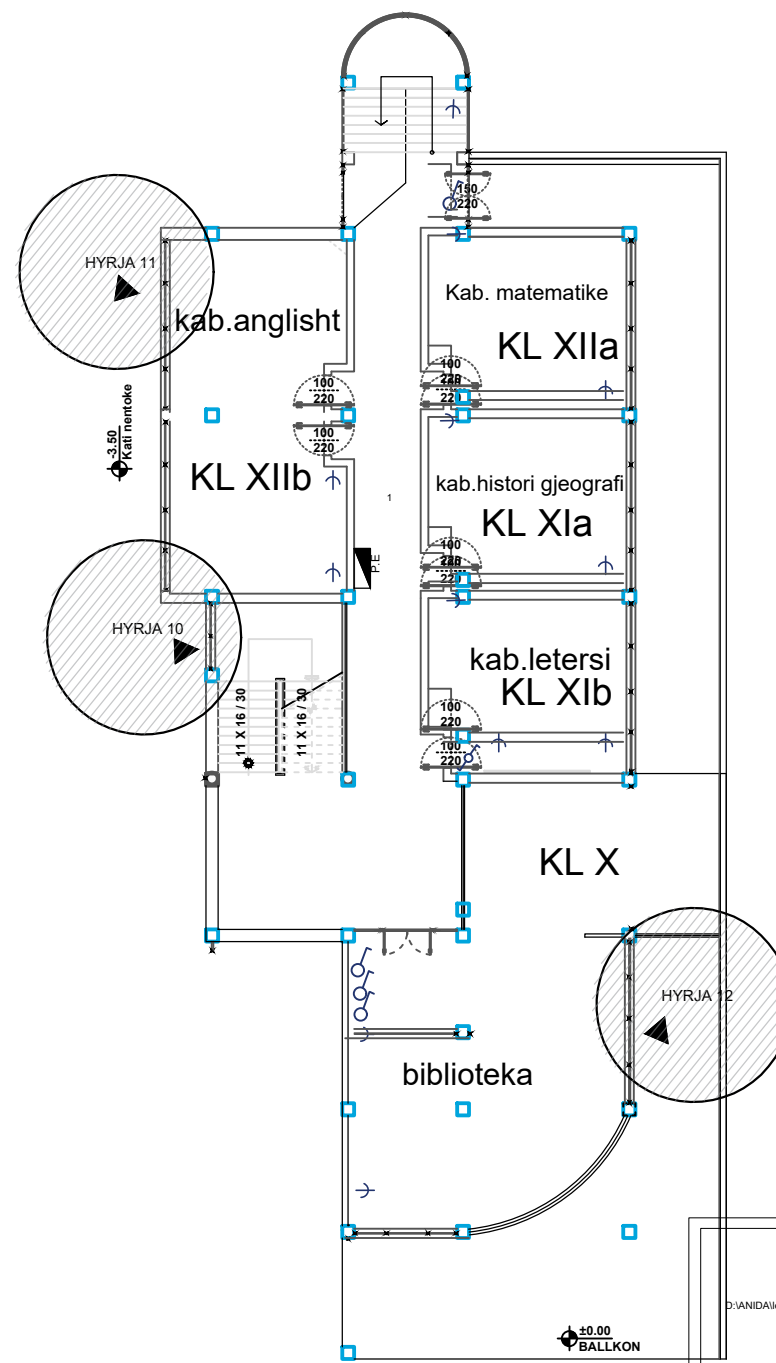 150
220
HYRJA 11
kab.anglisht
Kab. matematike
KL XIIa
100
220
100
220
100
220
-3.50
Kati nentoke
KL XIIb
kab.histori gjeografi
KL XIa
1
P.E
100
220
HYRJA 10
kab.letersi
KL XIb
11 X 16 / 30
11 X 16 / 30
100
220
100
220
KL X
HYRJA 12
biblioteka
D:\ANIDA\
±0.00
BALLKON